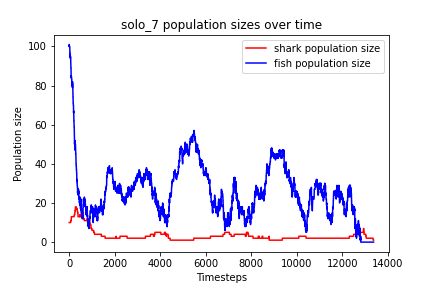 solo_7 population sizes over time
shark population size
fish population size
Population size
100
80
60
40
20
0
0
2000
4000
6000
8000
10000
12000
14000
Timesteps